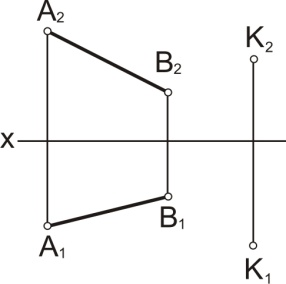 A₂
K₂
B₂
x
B₁
A₁
K₁